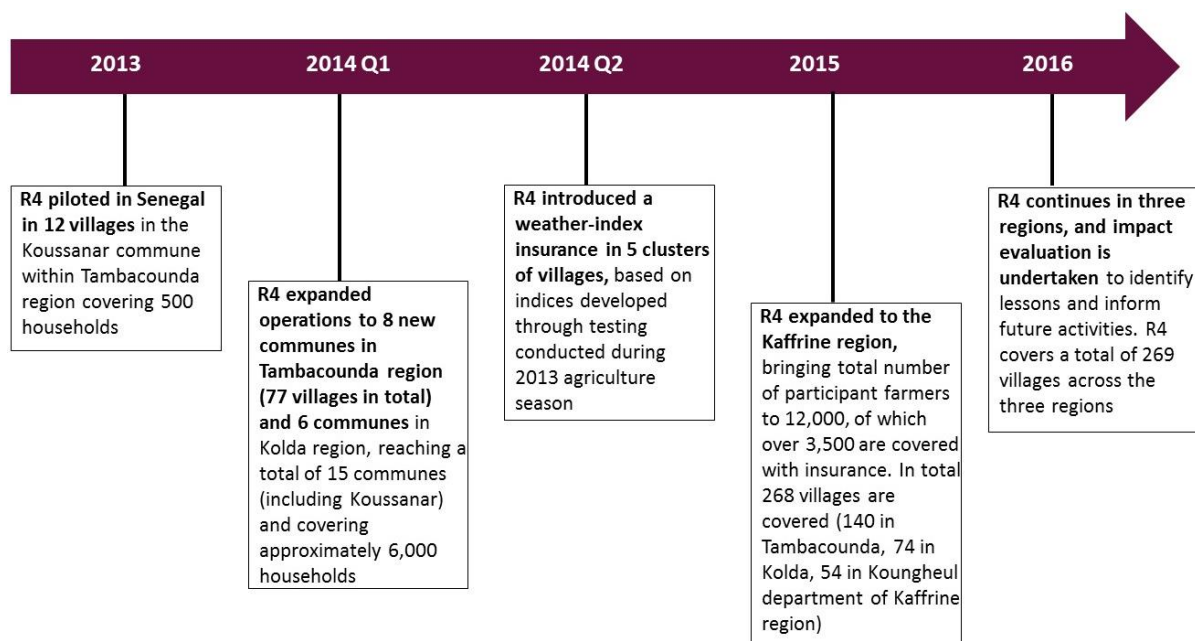 2013
2014 Q1
2014 Q2
2015
2016
R4 piloted in Senegal
in 12 villages in the
Koussanar commune
within Tambacounda
region covering 500
households
R4 expanded
operations to 8 new
communes in
Tambacounda region
(77 villages in total)
and 6 communes in
Kolda region, reaching a
total of 15 communes
(including Koussanar)
and covering
approximately 6,000
households
R4 introduced a
weather-index
insurance in 5 clusters
of villages, based on
indices developed
through testing
conducted during
2013 agriculture
season
R4 expanded to the
Kaffrine region,
bringing total number
of participant farmers
to 12,000, of which
over 3,500 are covered
with insurance. In total
268 villages are
covered (140 in
Tambacounda, 74 in
Kolda, 54 in Koungheul
department of Kaffrine
region)
R4 continues in three
regions, and impact
evaluation is
undertaken to identify
lessons and inform
future activities. R4
covers a total of 269
villages across the
three regions